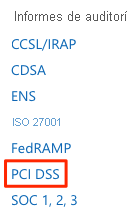 Informes de auditorí
CCSL/IRAP
CDSA
ENS
ISO 27001
FedRAMP
PCI DSS
SOC 1, 2, 3